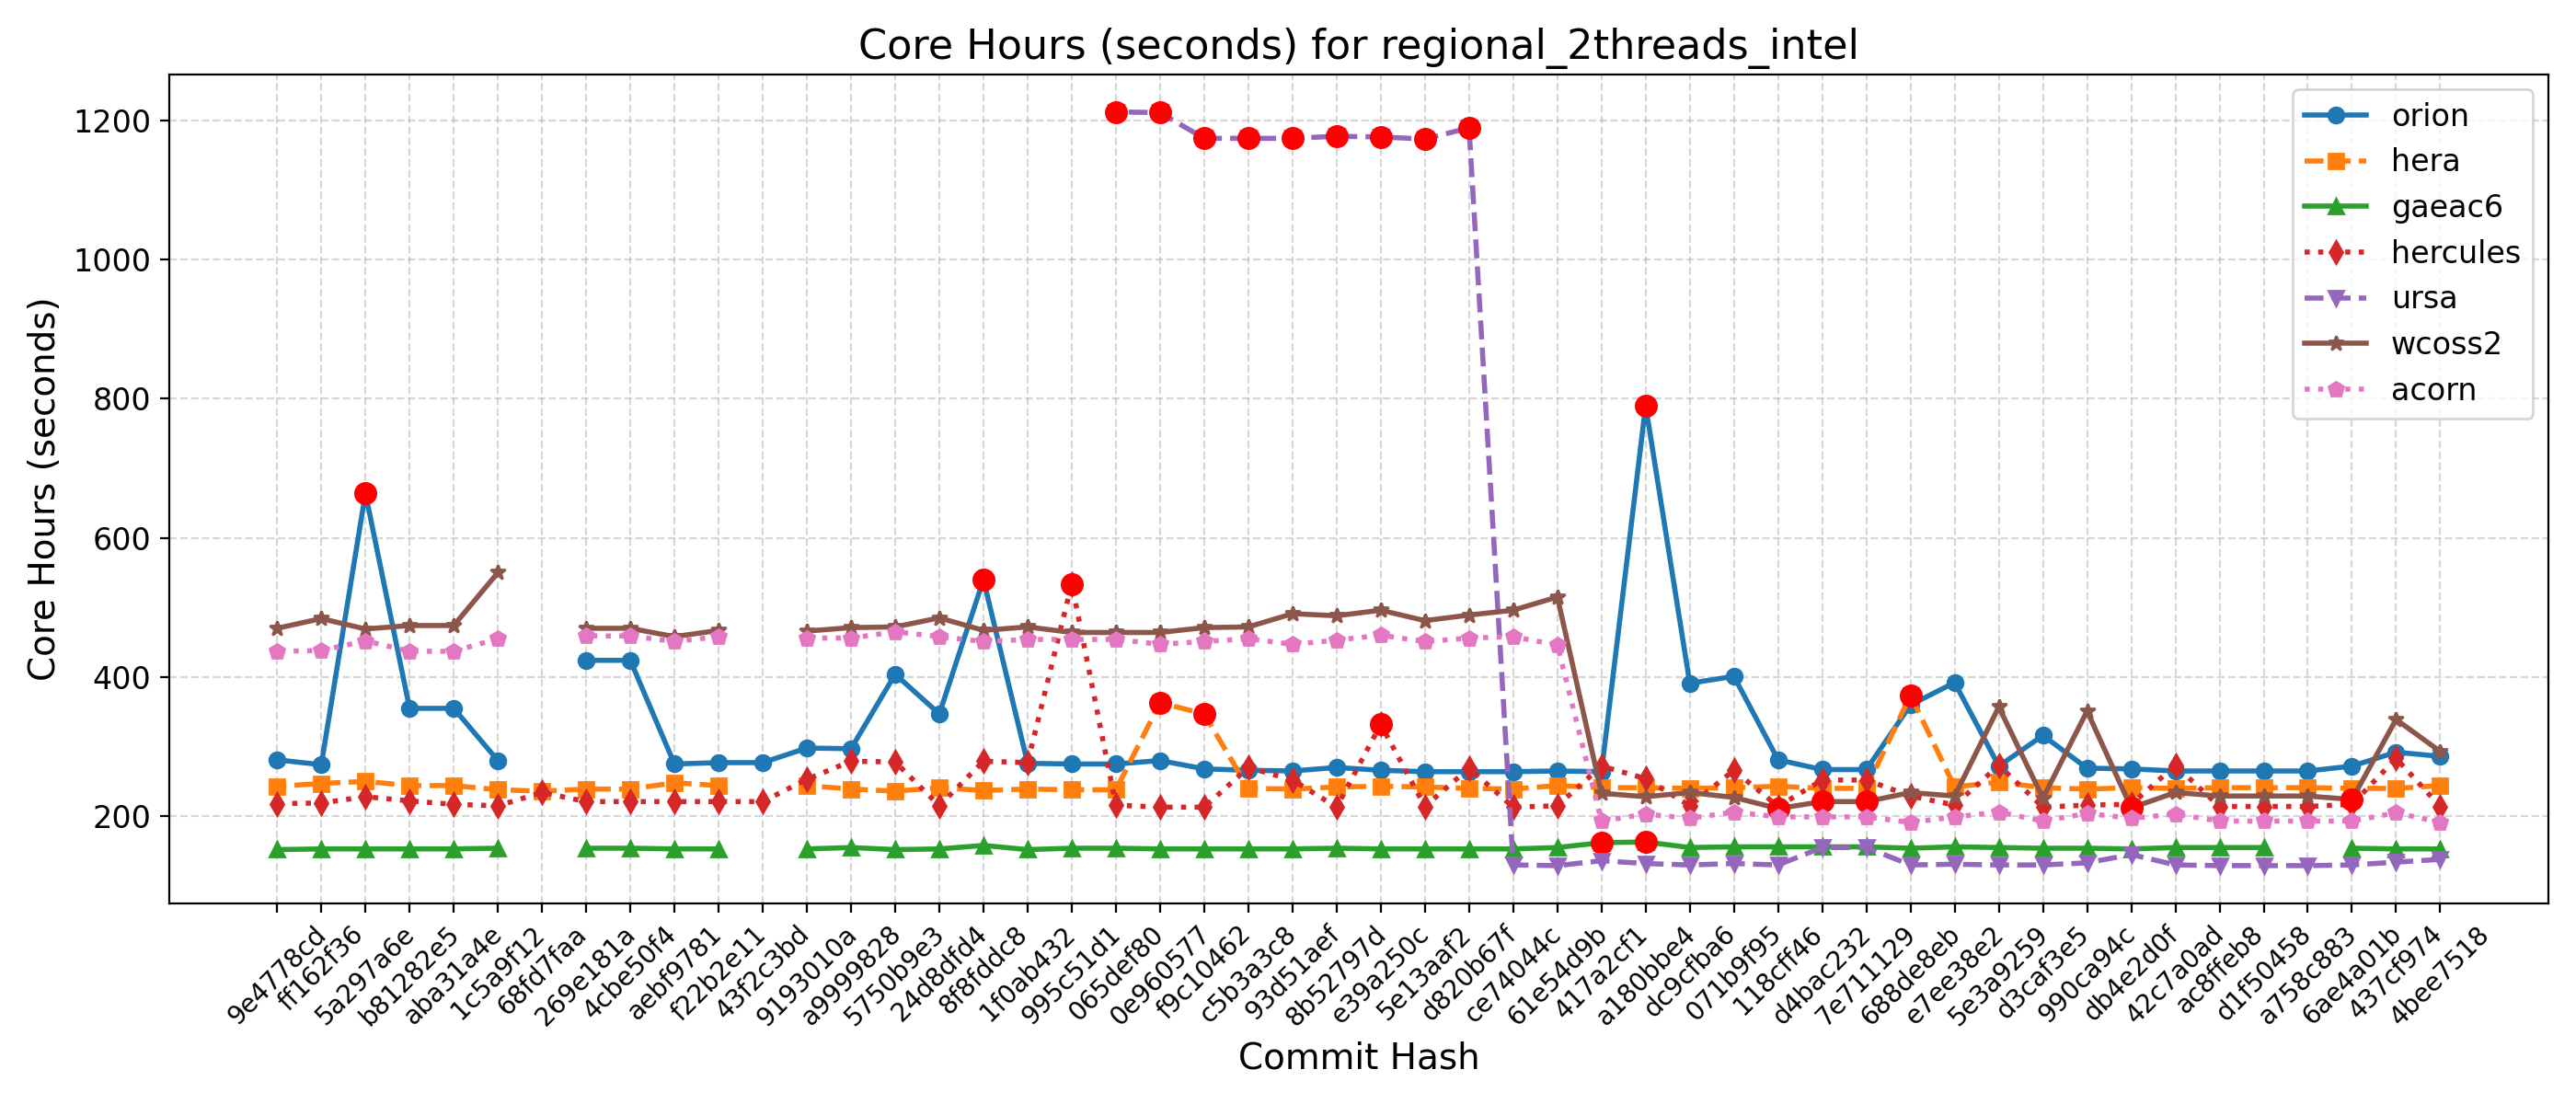 Core Hours (seconds) for regional_2threads_intel
Core Hours (seconds)
1200
1000
800
600
400
200
orion
hera
gaeac6
hercules
ursa
wcoss2
acorn
9e4778cd
ff162f36
5a297a6e
b81282e5
aba31a4e
1c5a9f12
68fd7faa
269e181a
4cbe50f4
aebf9781
f22b2e11
43f2c3bd
9193010a
a9999828
5750b9e3
24d8dfd4
8f8fddc8
1f0ab432
995c51d1
065def80
0e960577
f9c10462
c5b3a3c8
93d51aef
8b52797d
e39a250c
5e13aaf2
d820b67f
ce74044c
61e54d9b
417a2cf1
a180bbe4
dc9cfba6
071b9f95
118cff46
d4bac232
7e711129
688de8eb
e7ee38e2
5e3a9259
d3caf3e5
990ca94c
db4e2d0f
42c7a0ad
ac8ffeb8
d1f50458
a758c883
6ae4a01b
437cf974
4bee7518
Commit Hash